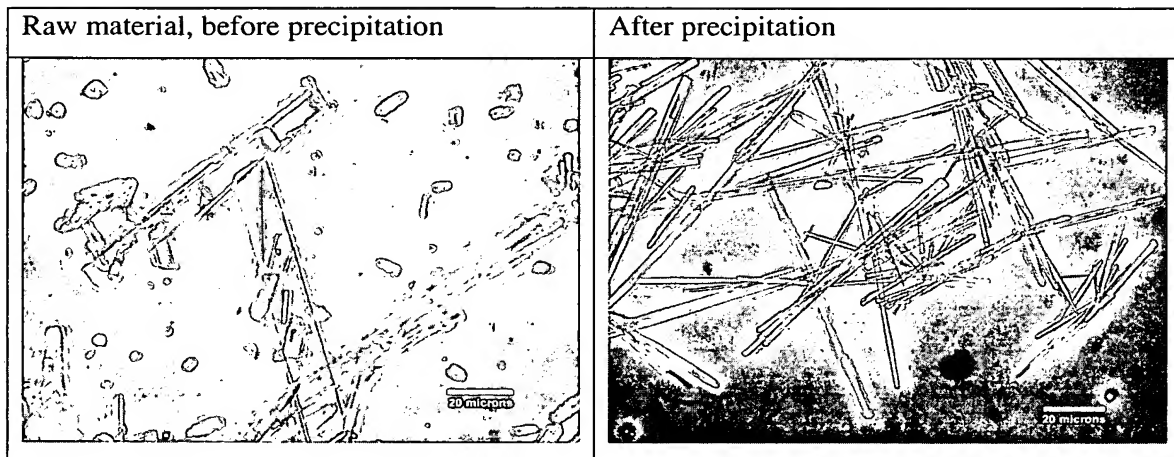 Raw material, before precipitation
After precipitation
20 microns
20 microns